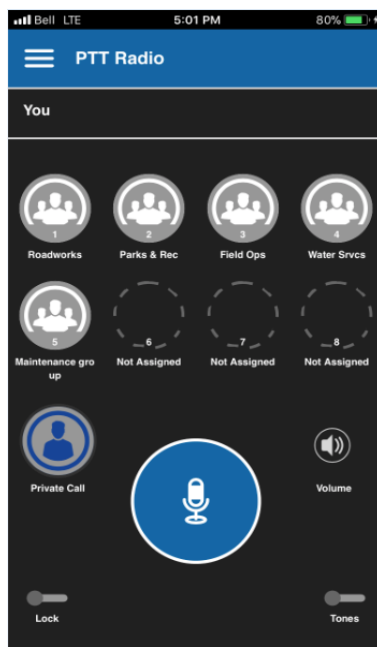 Bell LTE 5:01 PM 80%
PTT Radio
You
1 2 3 4
Roadworks Parks & Rec Field Ops Water Srvcs
5 6 7 8
Maintenance gro Not Assigned Not Assigned Not Assigned
up
Private Call Volume
Lock Tones